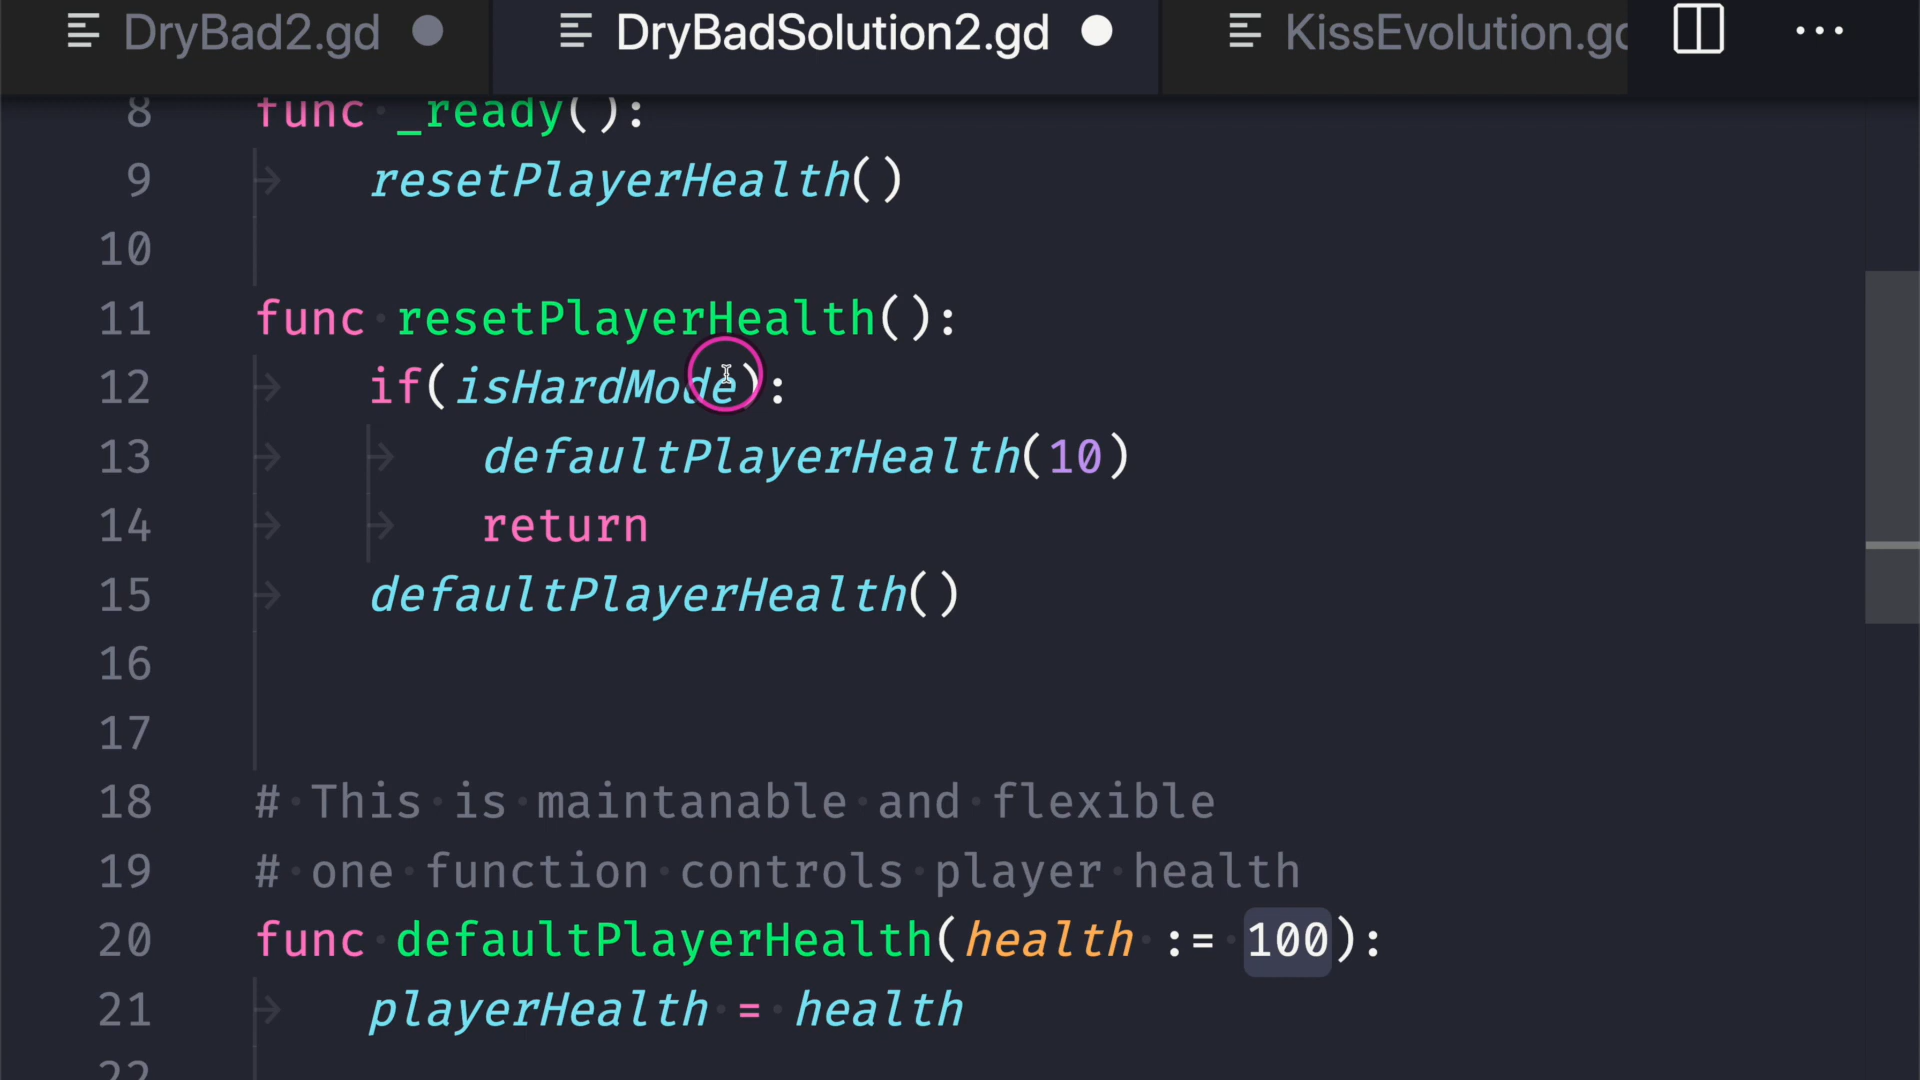 DryBad2.gd DryBadSolution2.gd KissEvolution.gd
8 func _ready():
9 resetPlayerHealth()
10
11 func resetPlayerHealth():
12 if(isHardMode):
13 defaultPlayerHealth(10)
14 return
15 defaultPlayerHealth()
16
17
18 # This is maintanable and flexible
19 # one function controls player health
20 func defaultPlayerHealth(health := 100):
21 playerHealth = health
22